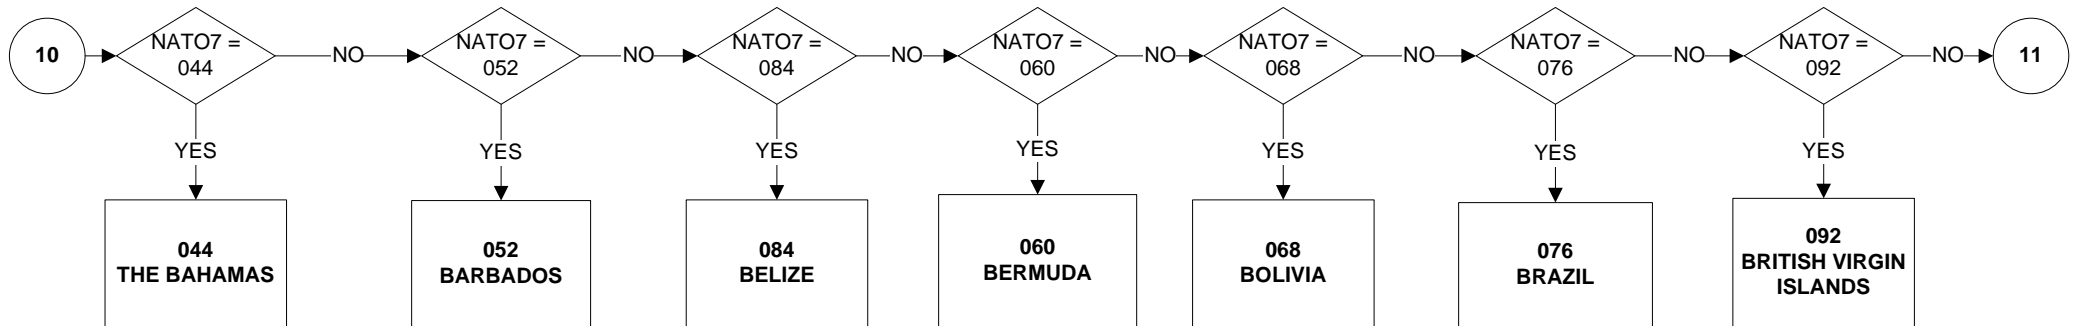 10
NATO7 =
044
NO
NATO7 =
052
NO
NATO7 =
084
NO
NATO7 =
060
NO
NATO7 =
068
NO
NATO7 =
076
NO
NATO7 =
092
NO
11
YES
YES
YES
YES
YES
YES
YES
044
THE BAHAMAS
052
BARBADOS
084
BELIZE
060
BERMUDA
068
BOLIVIA
076
BRAZIL
092
BRITISH VIRGIN
ISLANDS